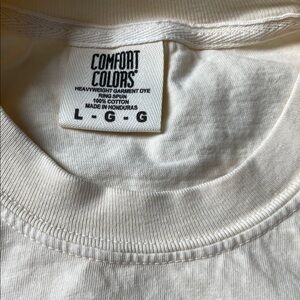 COMFORT
COLORS®
HEAVYWEIGHT GARMENT DYE
RING SPUN
100% COTTON
MADE IN HONDURAS
L - G - G